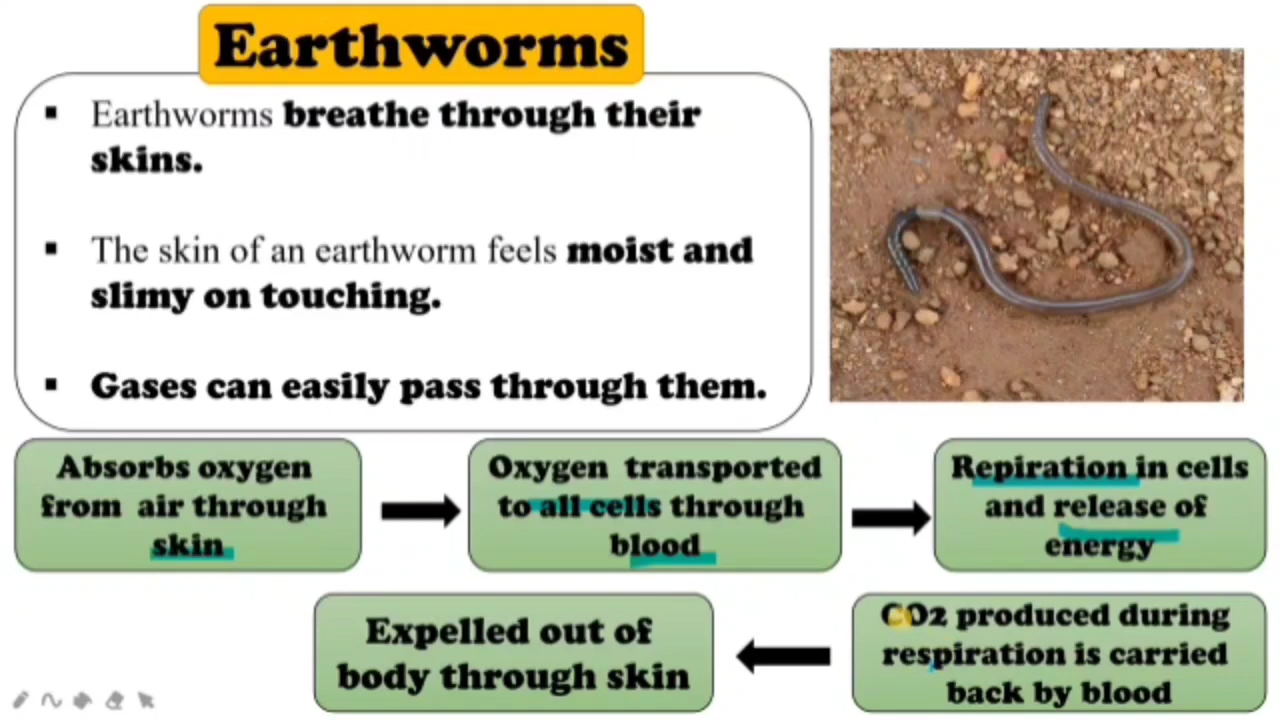 Earthworms
▪ Earthworms breathe through their
skins.
▪ The skin of an earthworm feels moist and
slimy on touching.
▪ Gases can easily pass through them.
Absorbs oxygen
from air through
skin
Oxygen transported
to all cells through
blood
Repiration in cells
and release of
energy
CO2 produced during
respiration is carried
back by blood
Expelled out of
body through skin